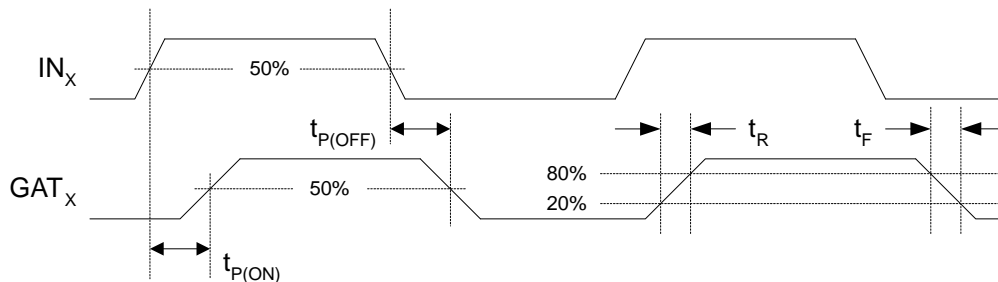 IN_X
50%
t_P(OFF)
t_R
t_F
GAT_X
50%
80%
20%
t_P(ON)